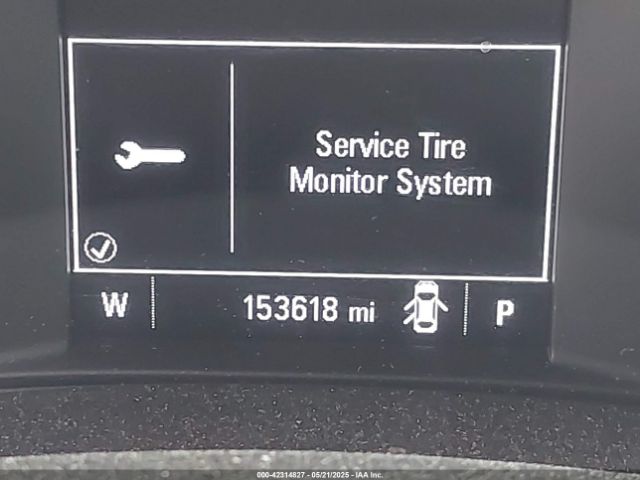 Service Tire
Monitor System
W 153618 mi P
000-42314827 - 05/21/2025 - IAA Inc.